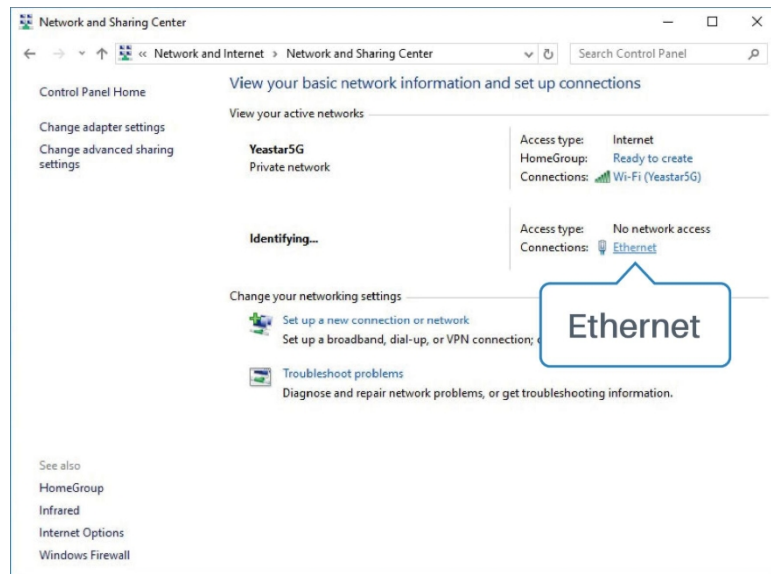 Network and Sharing Center
« Network and Internet › Network and Sharing Center
Search Control Panel
Control Panel Home
Change adapter settings
Change advanced sharing
settings
View your basic network information and set up connections
View your active networks
Yeastar5G
Private network
Access type: Internet
HomeGroup: Ready to create
Connections: Wi-Fi (Yeastar5G)
Identifying...
Access type: No network access
Connections: Ethernet
Ethernet
Change your networking settings
Set up a new connection or network
Set up a broadband, dial-up, or VPN connection;
Troubleshoot problems
Diagnose and repair network problems, or get troubleshooting information.
See also
HomeGroup
Infrared
Internet Options
Windows Firewall